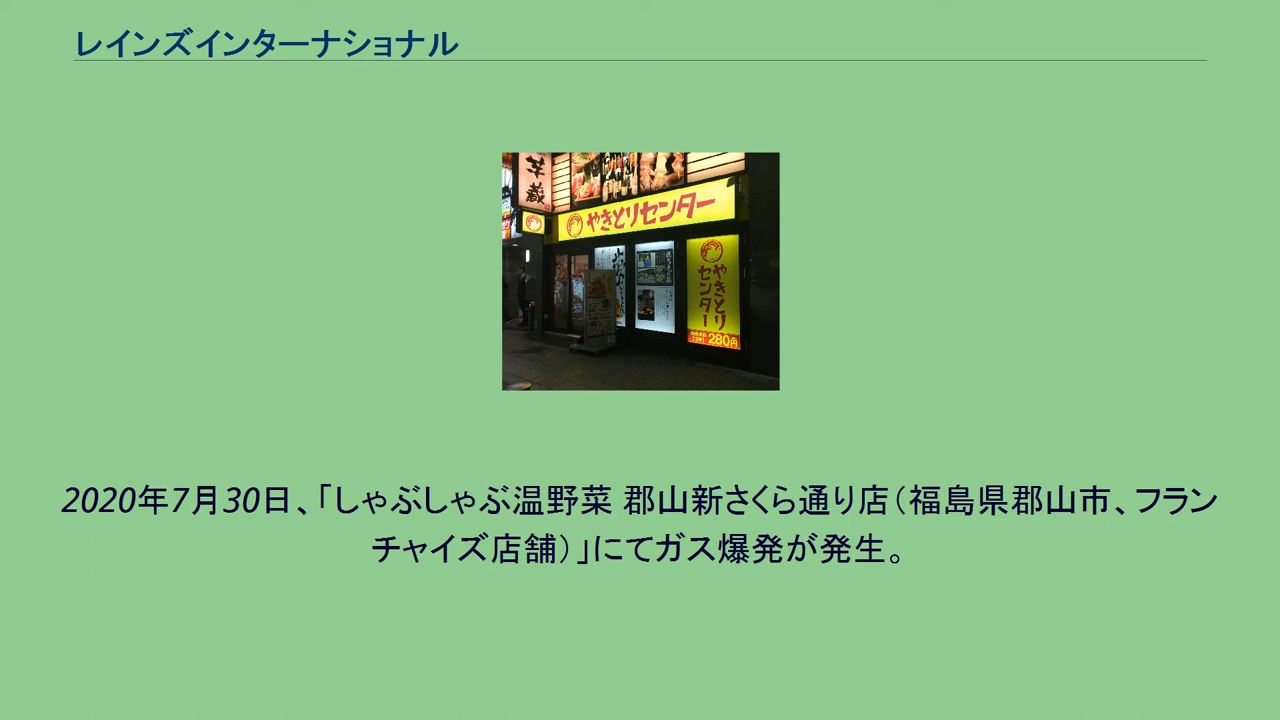 レインズインターナショナル
芋蔵
やきとりセンター
やきとり
センター
280円
2020年7月30日、「しゃぶしゃぶ温野菜 郡山新さくら通り店（福島県郡山市、フラン
チャイズ店舗）」にてガス爆発が発生。